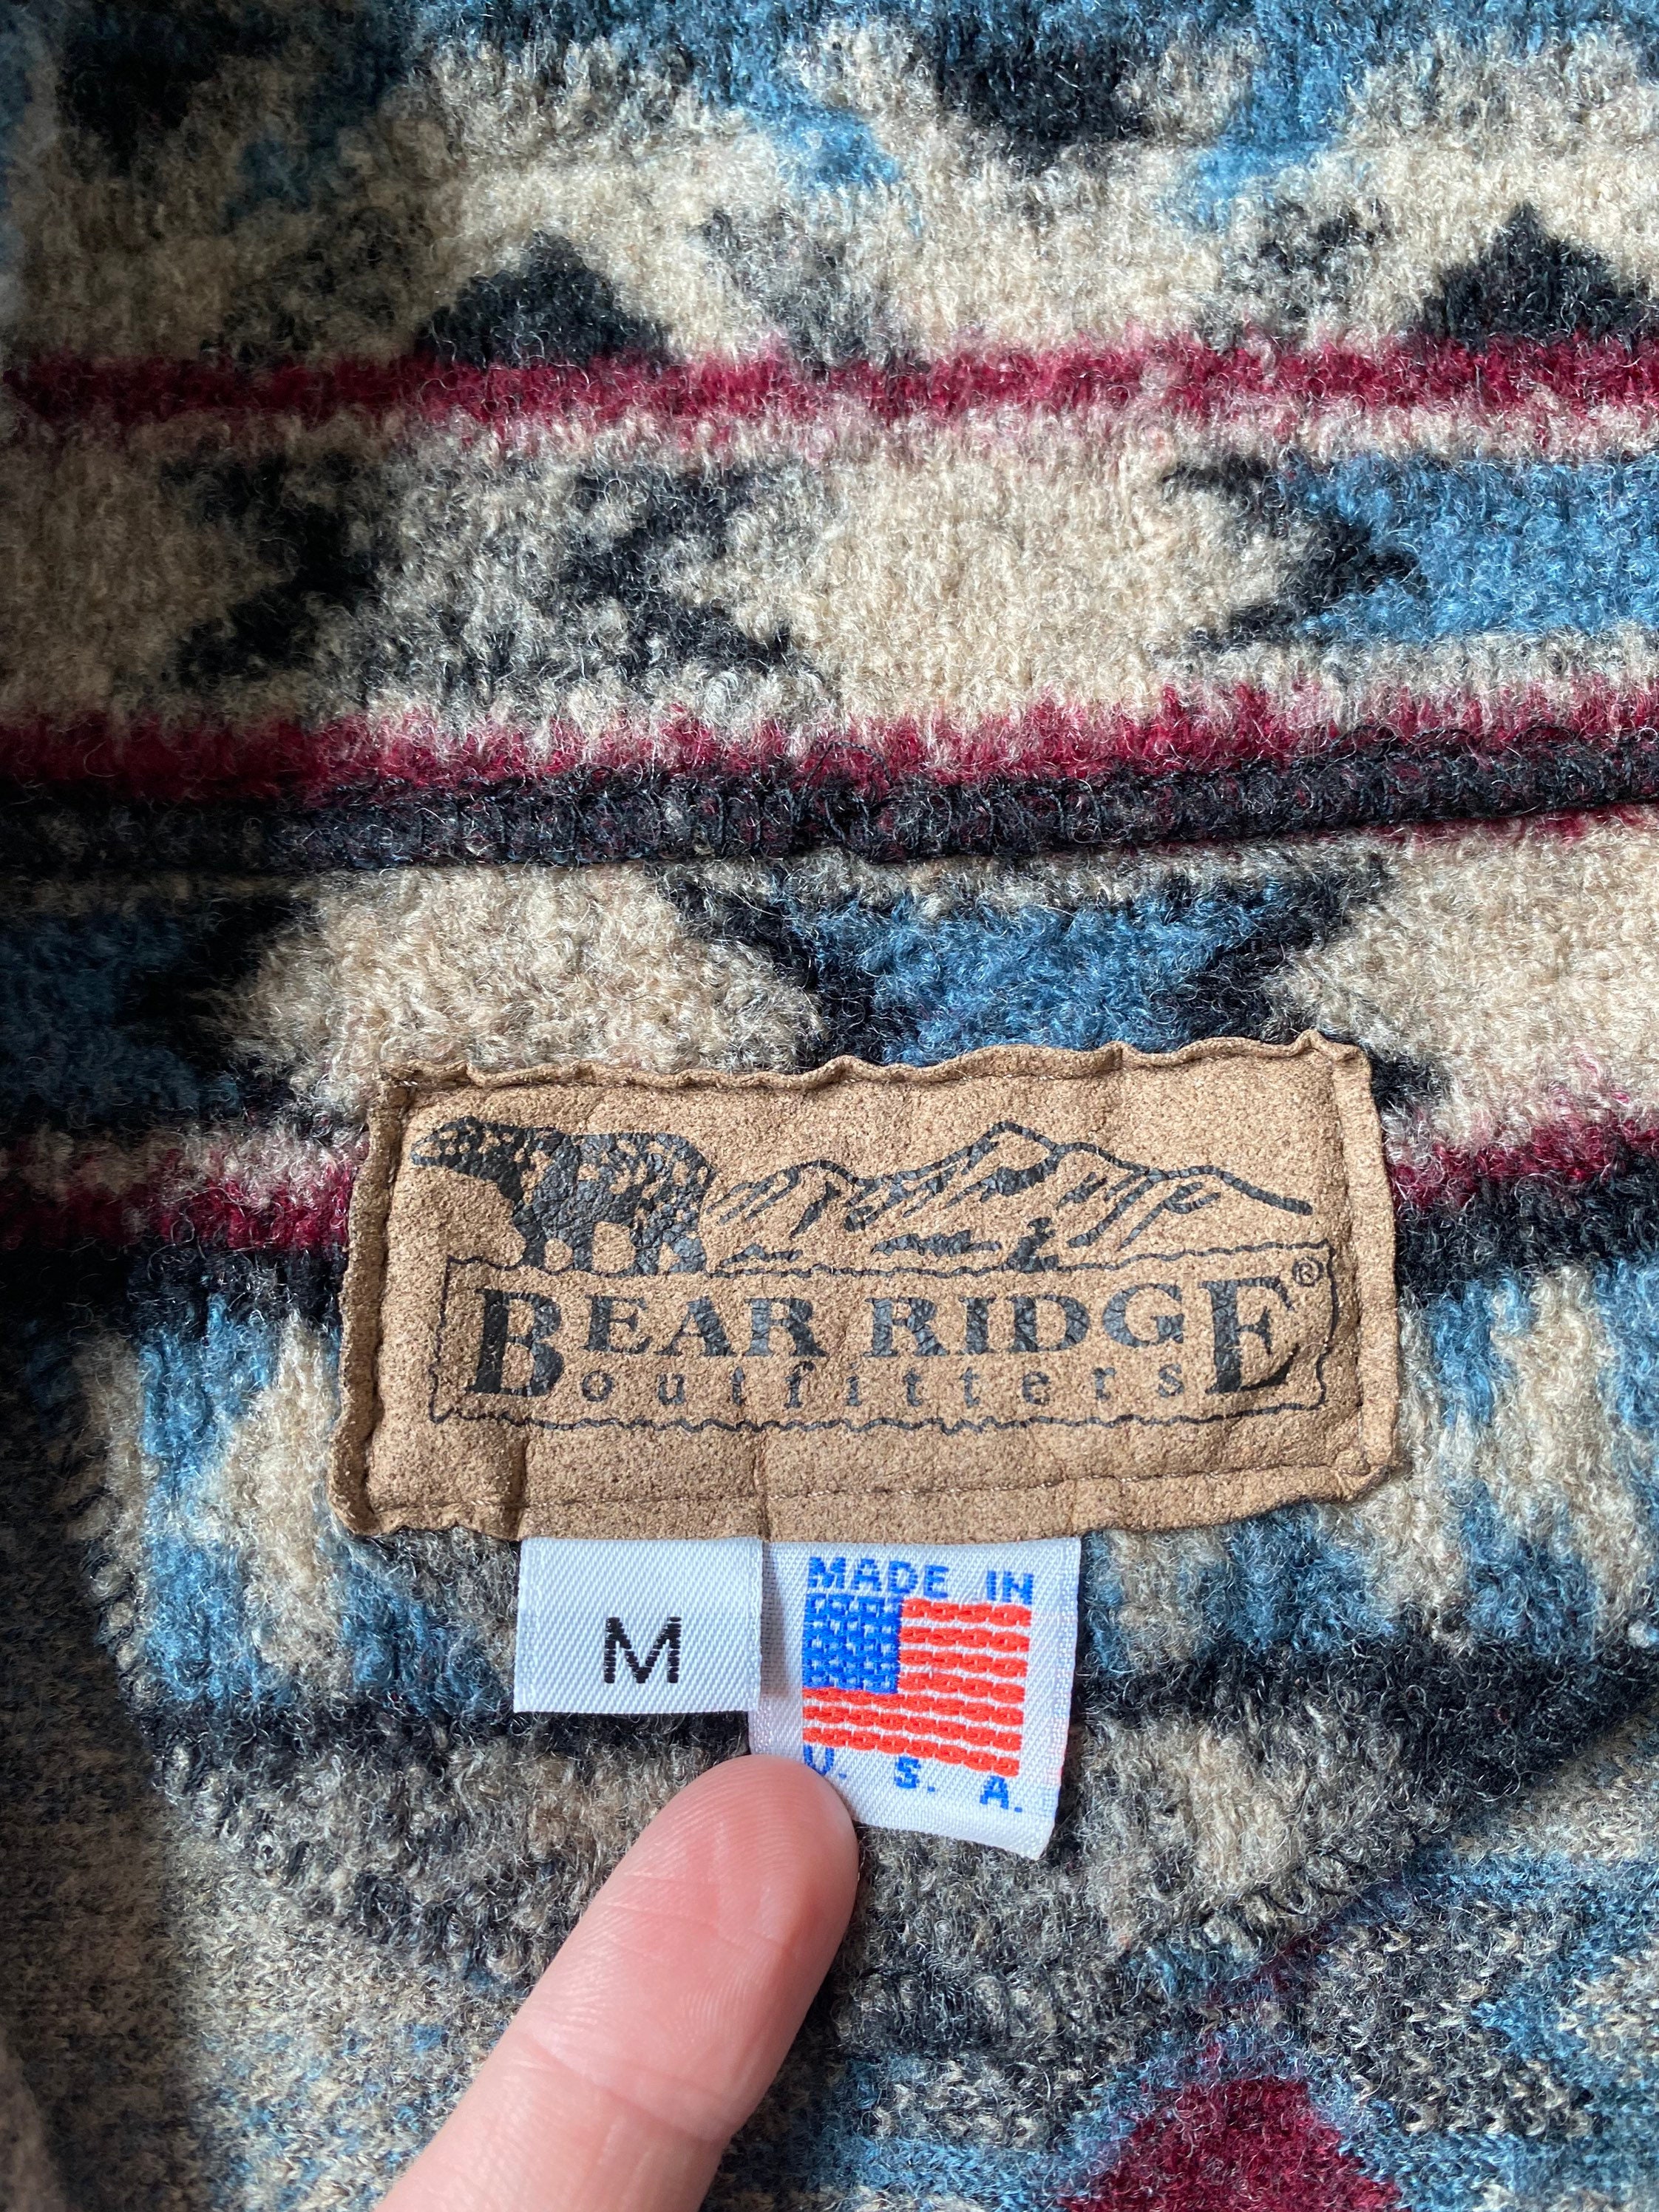 BEAR RIDGE®
outfitters
M
MADE IN
U. S. A.